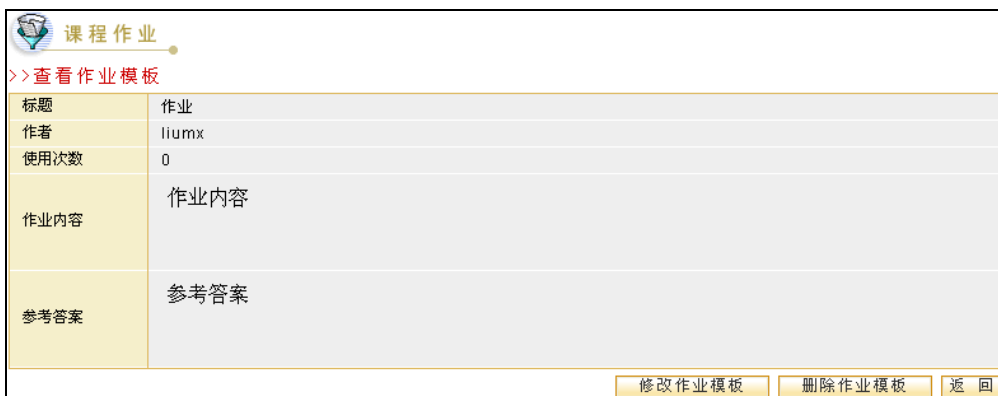 课程作业
>>查看作业模板
标题 作业
作者 liumx
使用次数 0
作业内容 作业内容
参考答案 参考答案
修改作业模板 删除作业模板 返 回